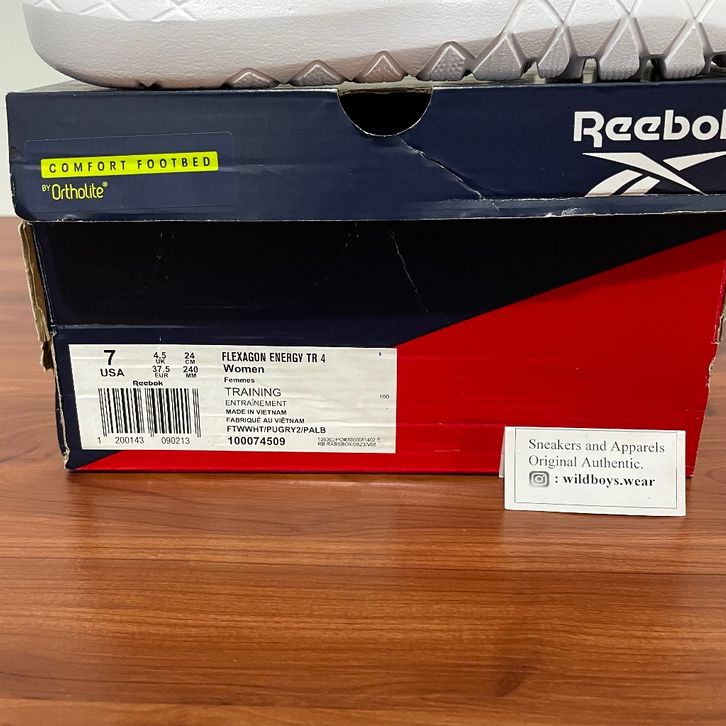 Reebok
COMFORT FOOTBED
BY Ortholite®
7
USA
4.5
UK
37.5
EUR
24
CM
240
MM
Reebok
1 200143 090213
FLEXAGON ENERGY TR 4
Women
Femmes
TRAINING
ENTRAÎNEMENT
MADE IN VIETNAM
FABRIQUÉ AU VIÊTNAM
FTWWHT/PUGRY2/PALB
100074509
100
Sneakers and Apparels
Original Authentic.
: wildboys.wear